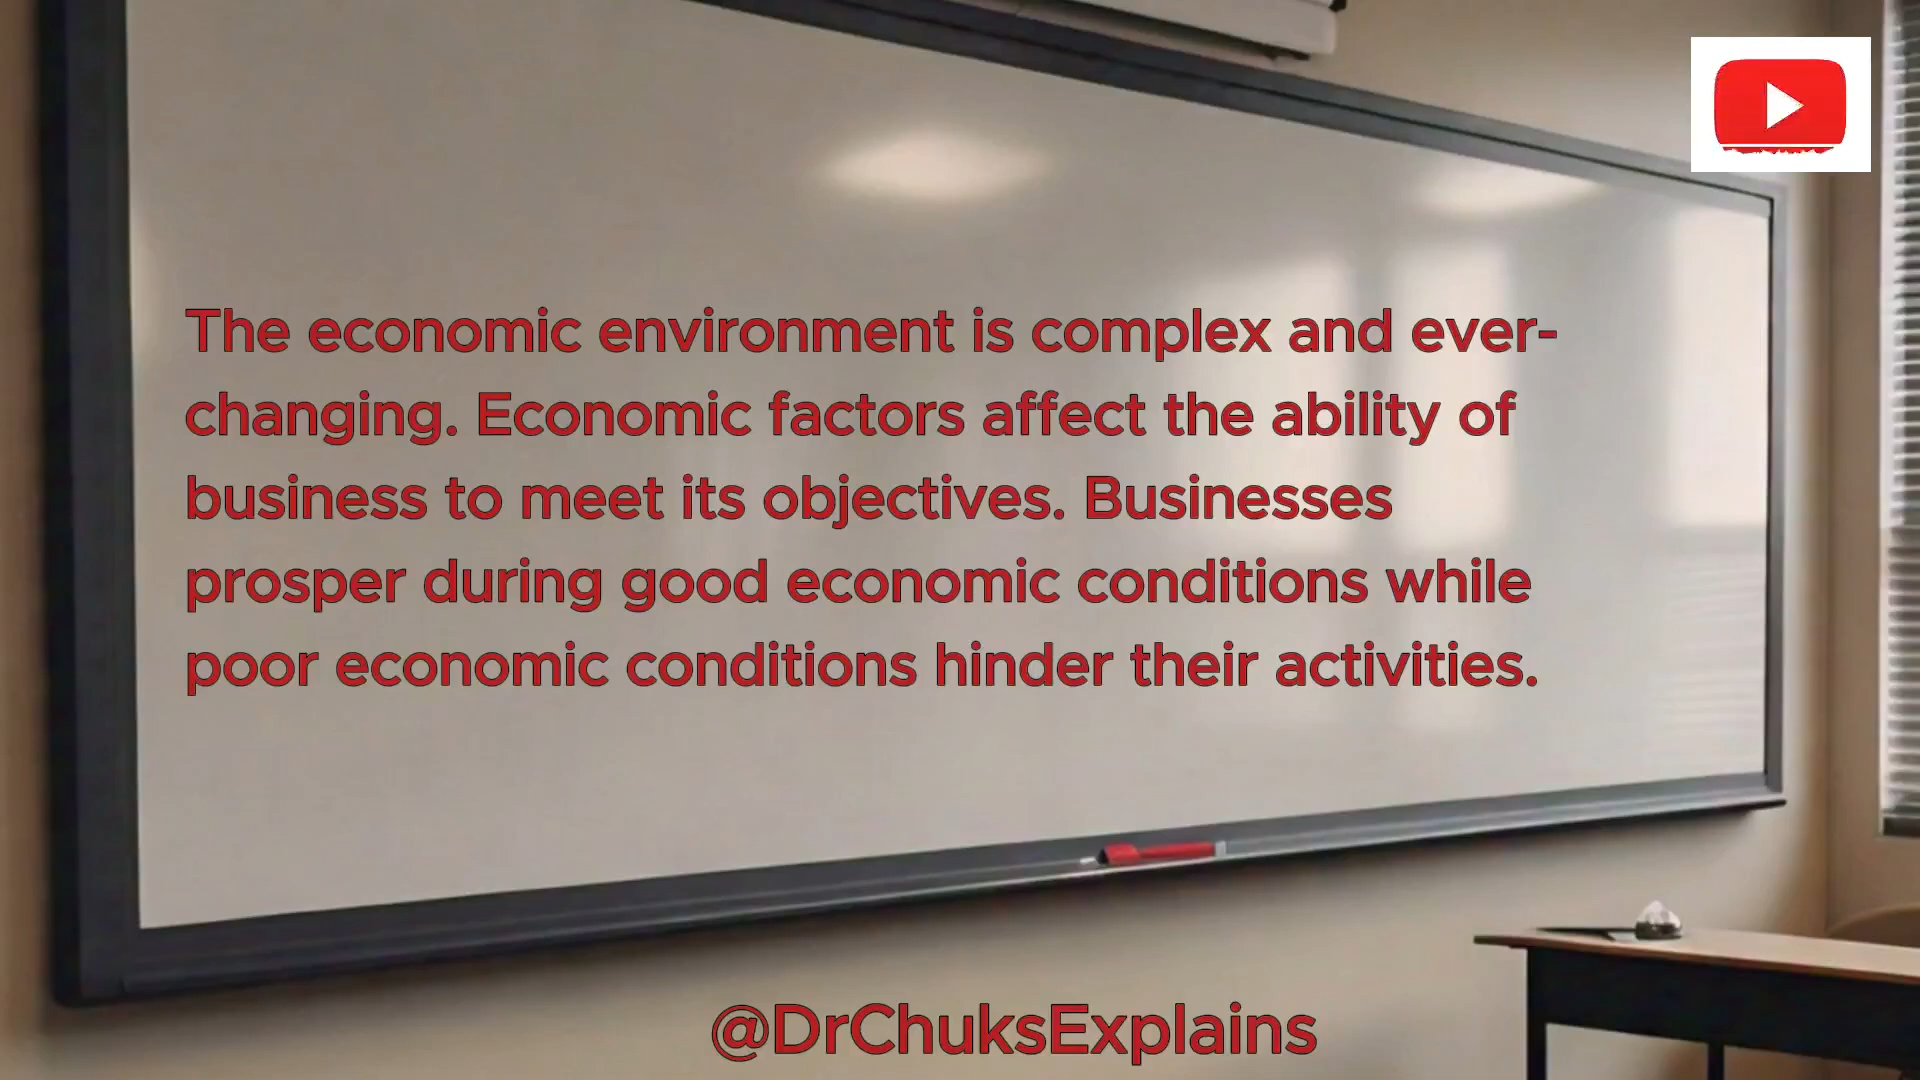 The economic environment is complex and ever-
changing. Economic factors affect the ability of
business to meet its objectives. Businesses
prosper during good economic conditions while
poor economic conditions hinder their activities.
@DrChuksExplains